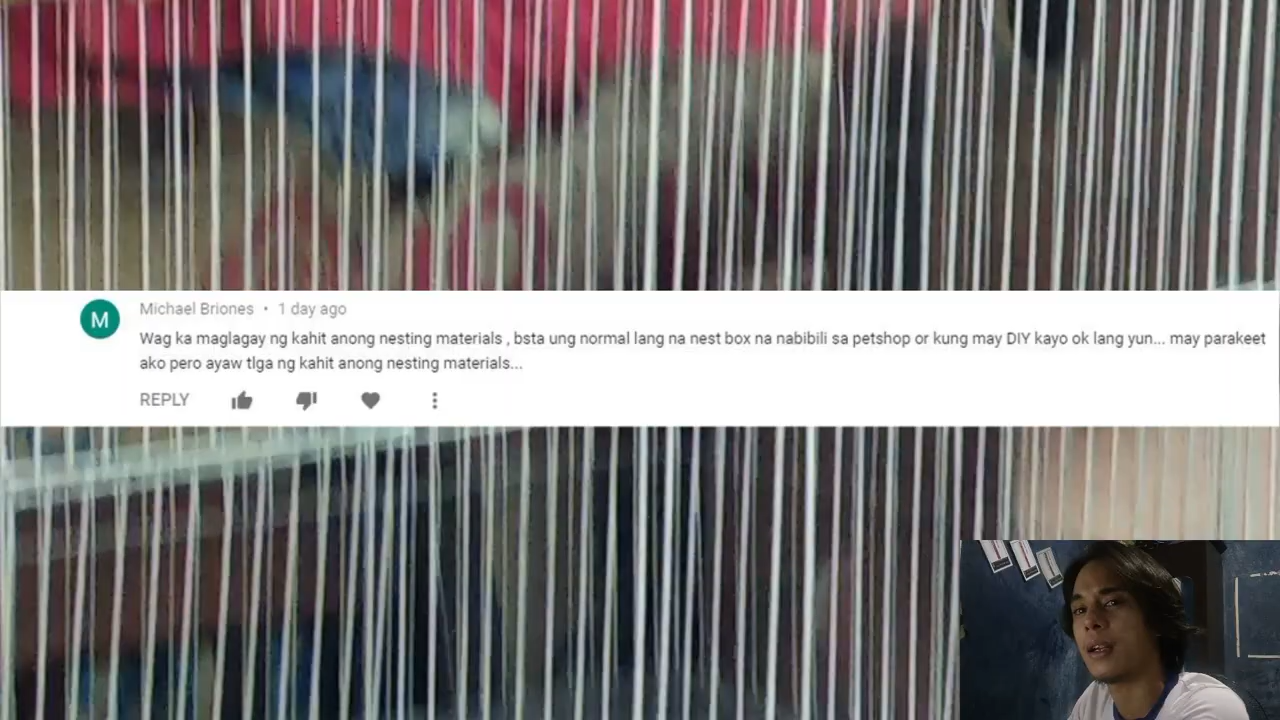 M
Michael Briones • 1 day ago
Wag ka maglagay ng kahit anong nesting materials , bsta ung normal lang na nest box na nabibili sa petshop or kung may DIY kayo ok lang yun... may parakeet
ako pero ayaw tlga ng kahit anong nesting materials...
REPLY